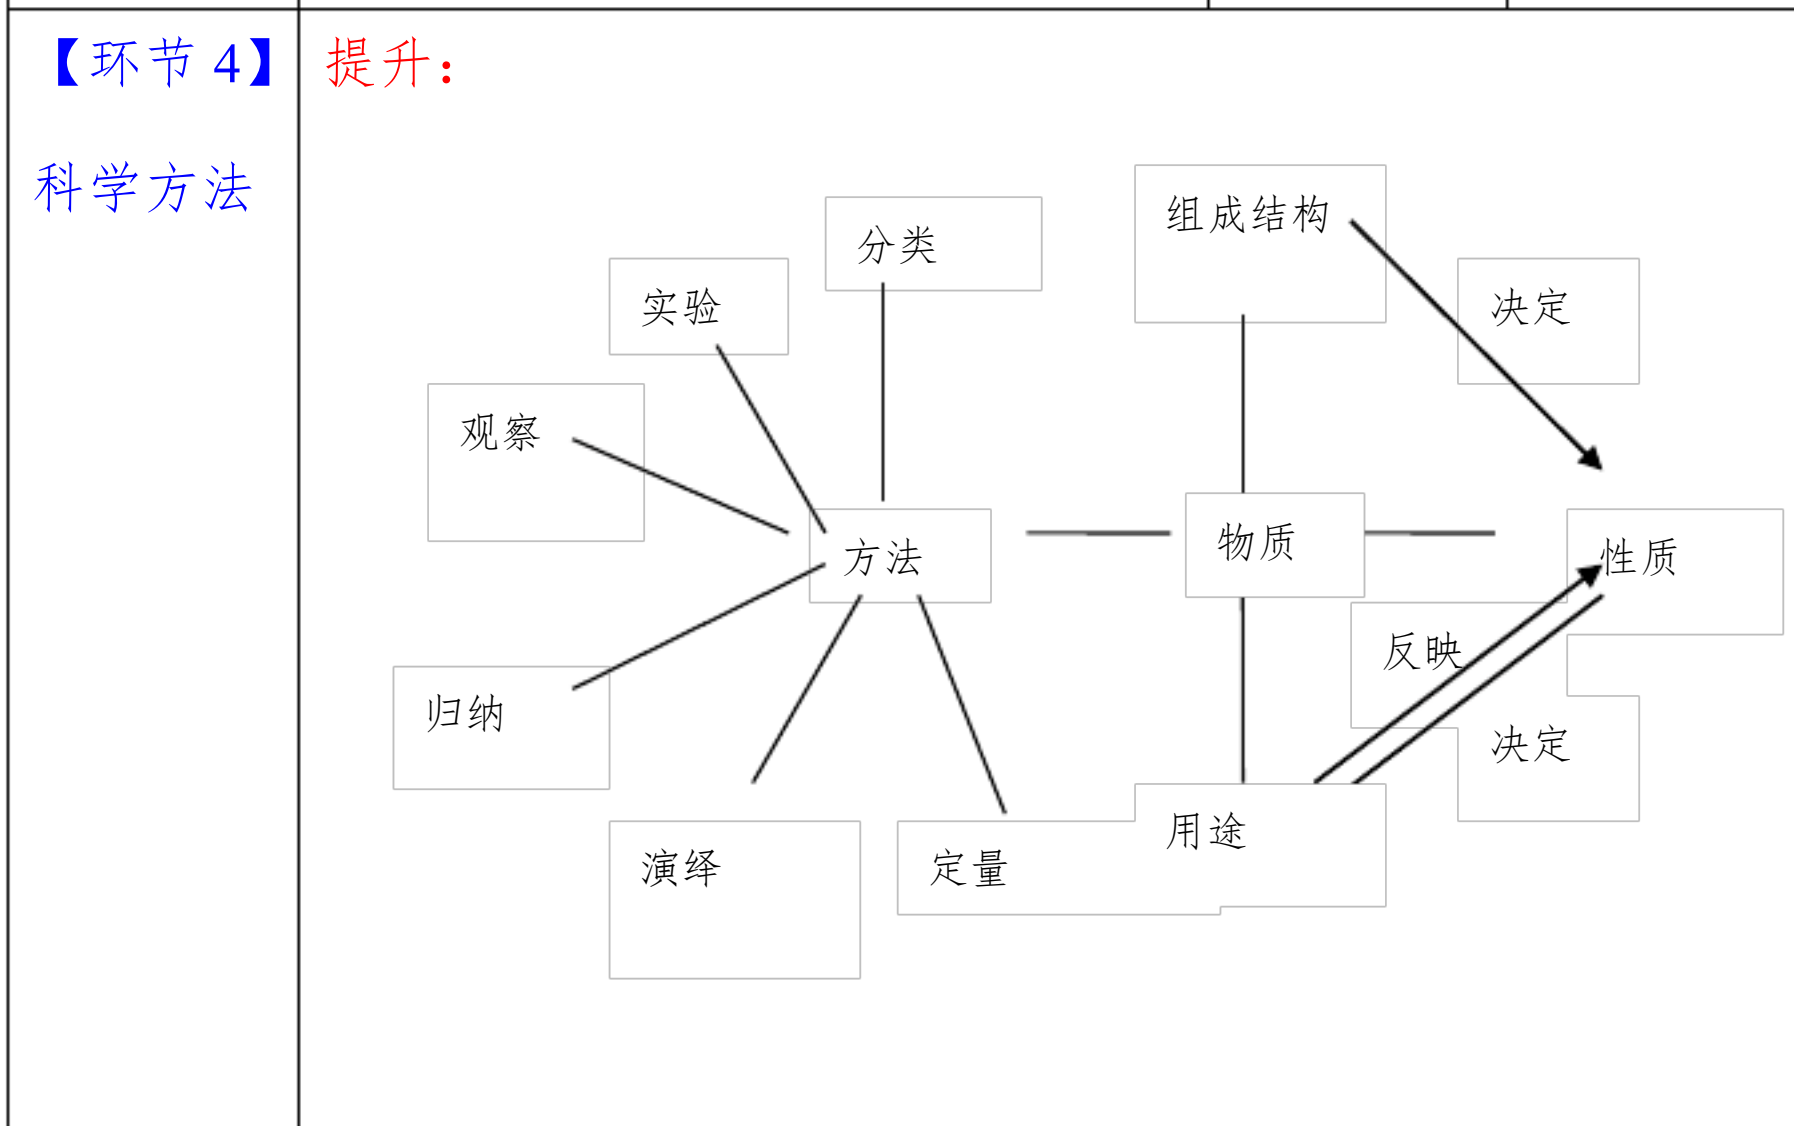 【环节 4】
科学方法
提升：
组成结构
分类
实验
决定
观察
方法
物质
性质
反映
归纳
决定
用途
演绎
定量